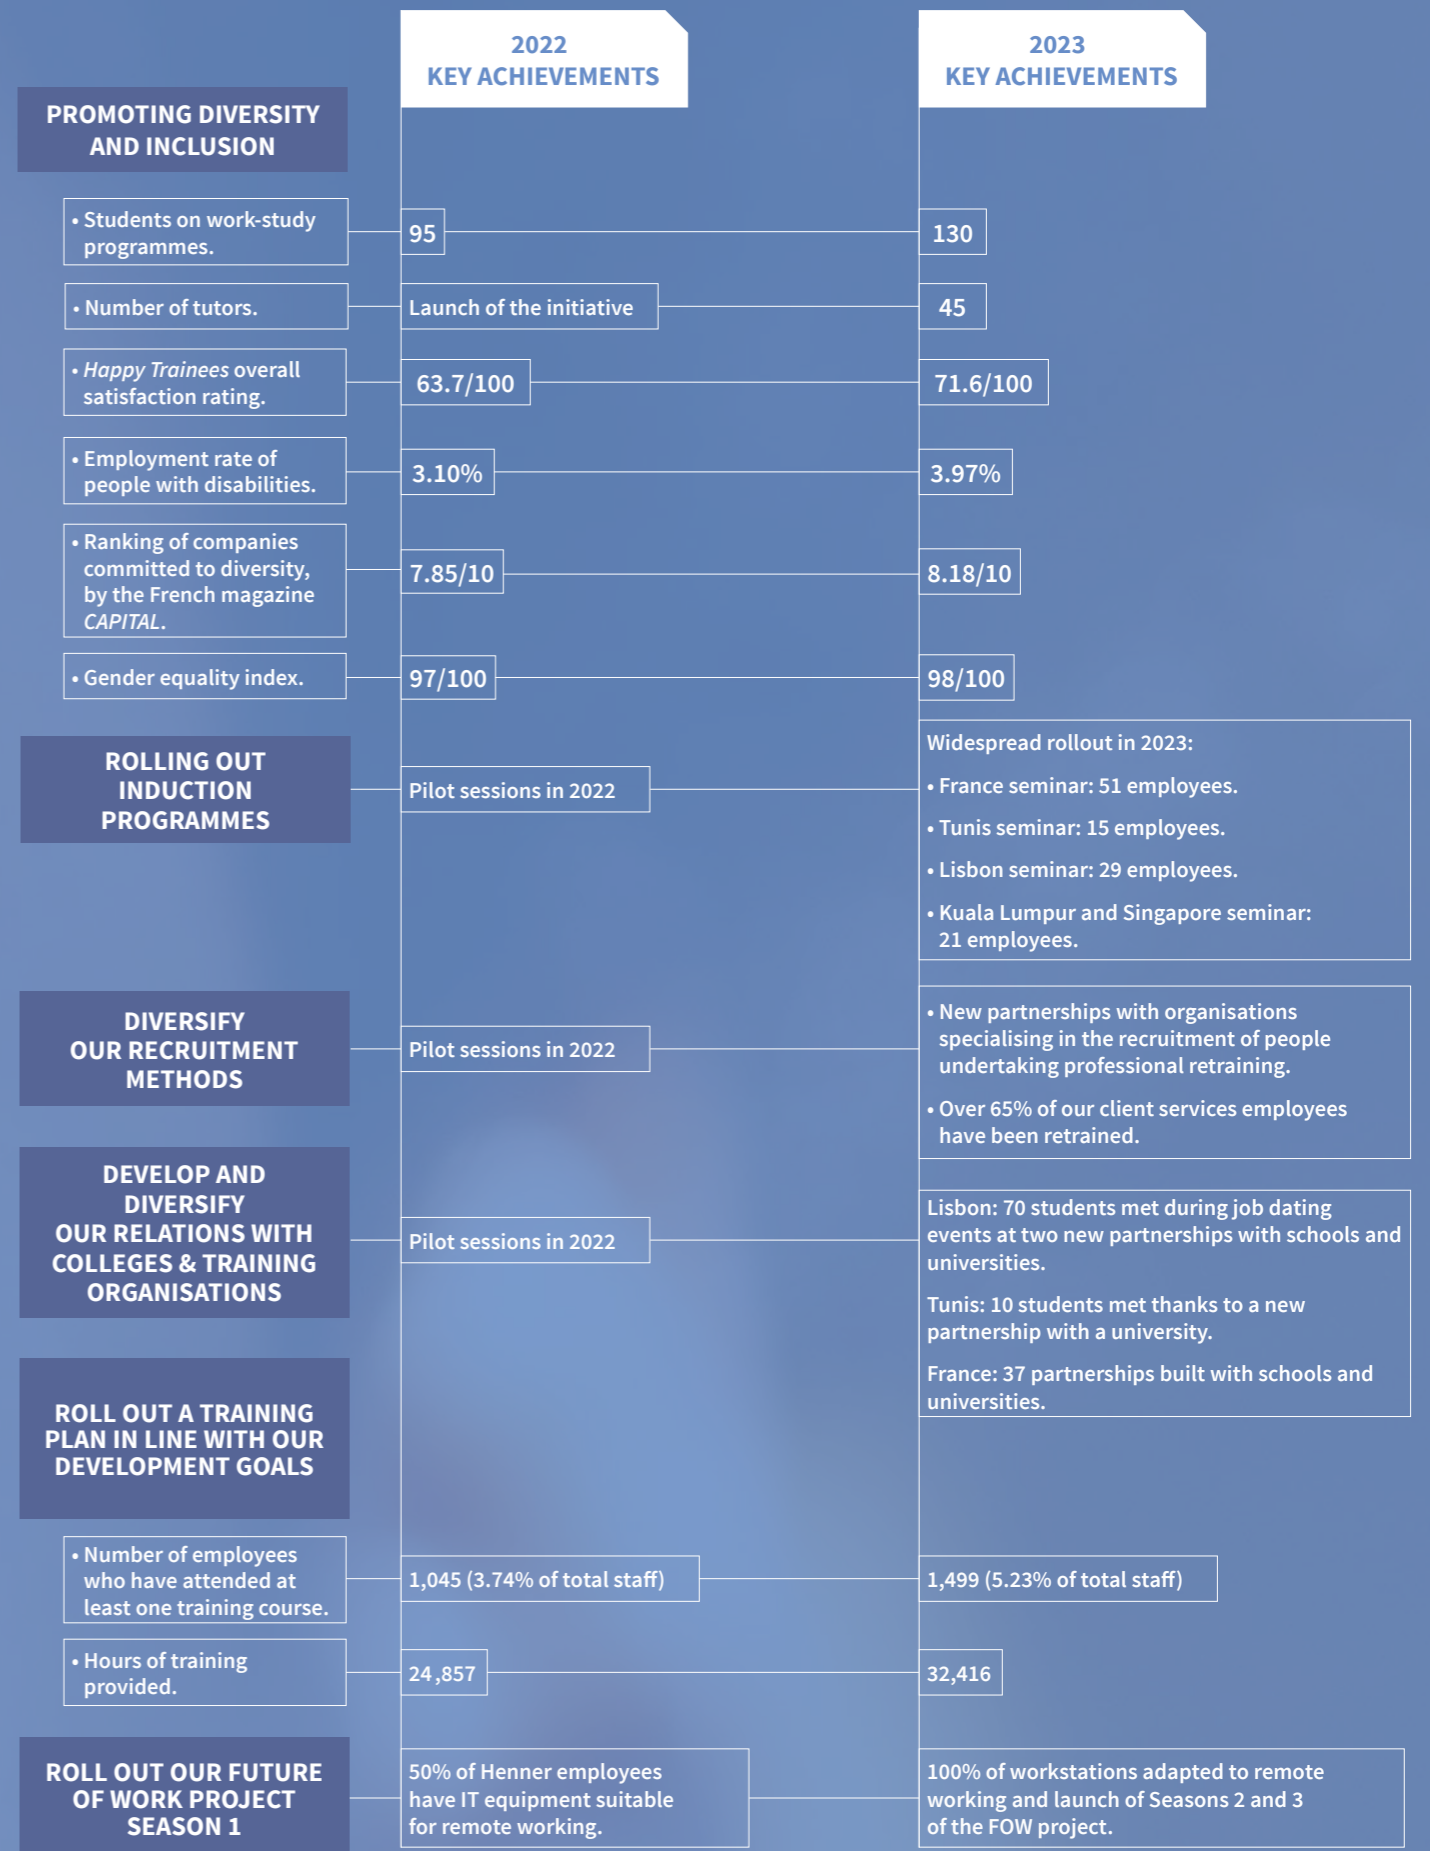 2022
KEY ACHIEVEMENTS
2023
KEY ACHIEVEMENTS
PROMOTING DIVERSITY
AND INCLUSION
• Students on work-study
programmes.
95
130
• Number of tutors.
Launch of the initiative
45
• Happy Trainees overall
satisfaction rating.
63.7/100
71.6/100
• Employment rate of
people with disabilities.
3.10%
3.97%
• Ranking of companies
committed to diversity,
by the French magazine
CAPITAL.
7.85/10
8.18/10
• Gender equality index.
97/100
98/100
ROLLING OUT
INDUCTION
PROGRAMMES
Pilot sessions in 2022
Widespread rollout in 2023:
• France seminar: 51 employees.
• Tunis seminar: 15 employees.
• Lisbon seminar: 29 employees.
• Kuala Lumpur and Singapore seminar:
21 employees.
DIVERSIFY
OUR RECRUITMENT
METHODS
Pilot sessions in 2022
• New partnerships with organisations
specialising in the recruitment of people
undertaking professional retraining.
• Over 65% of our client services employees
have been retrained.
DEVELOP AND
DIVERSIFY
OUR RELATIONS WITH
COLLEGES & TRAINING
ORGANISATIONS
Pilot sessions in 2022
Lisbon: 70 students met during job dating
events at two new partnerships with schools and
universities.
Tunis: 10 students met thanks to a new
partnership with a university.
France: 37 partnerships built with schools and
universities.
ROLL OUT A TRAINING
PLAN IN LINE WITH OUR
DEVELOPMENT GOALS
• Number of employees
who have attended at
least one training course.
1,045 (3.74% of total staff)
1,499 (5.23% of total staff)
• Hours of training
provided.
24,857
32,416
ROLL OUT OUR FUTURE
OF WORK PROJECT
SEASON 1
50% of Henner employees
have IT equipment suitable
for remote working.
100% of workstations adapted to remote
working and launch of Seasons 2 and 3
of the FOW project.